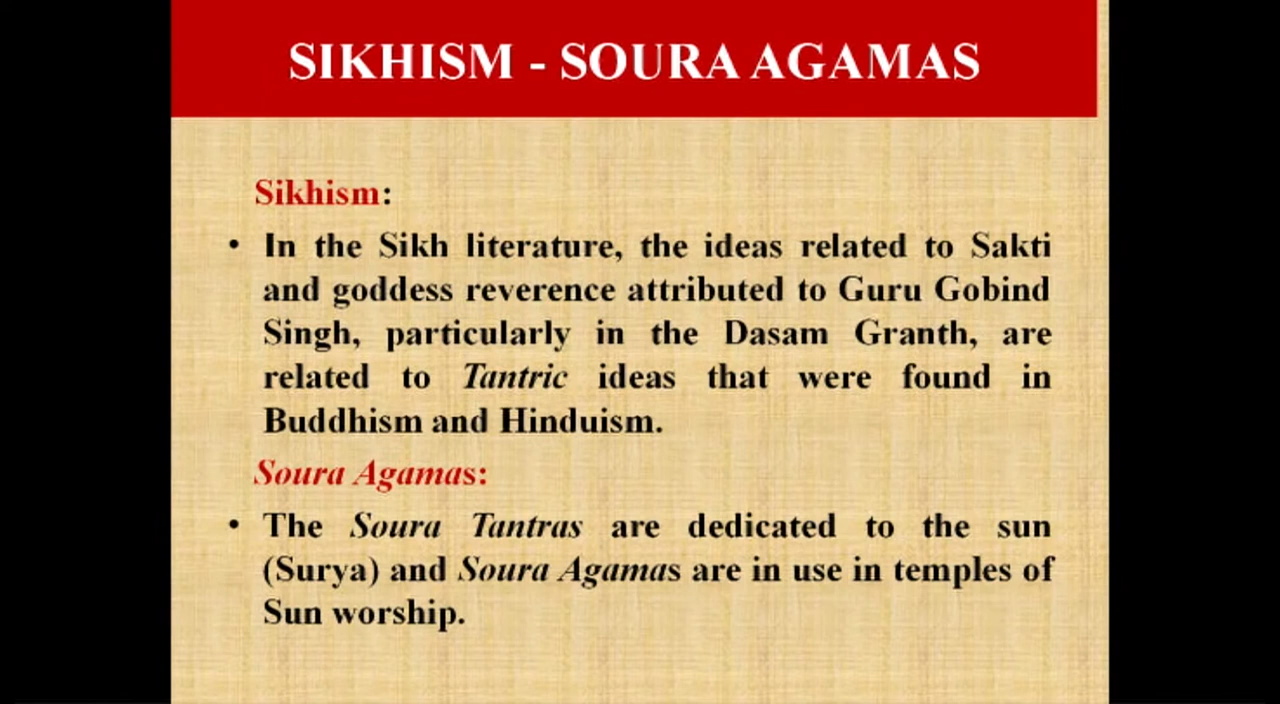 SIKHISM - SOURA AGAMAS
Sikhism:
• In the Sikh literature, the ideas related to Sakti
and goddess reverence attributed to Guru Gobind
Singh, particularly in the Dasam Granth, are
related to Tantric ideas that were found in
Buddhism and Hinduism.
Soura Agamas:
• The Soura Tantras are dedicated to the sun
(Surya) and Soura Agamas are in use in temples of
Sun worship.